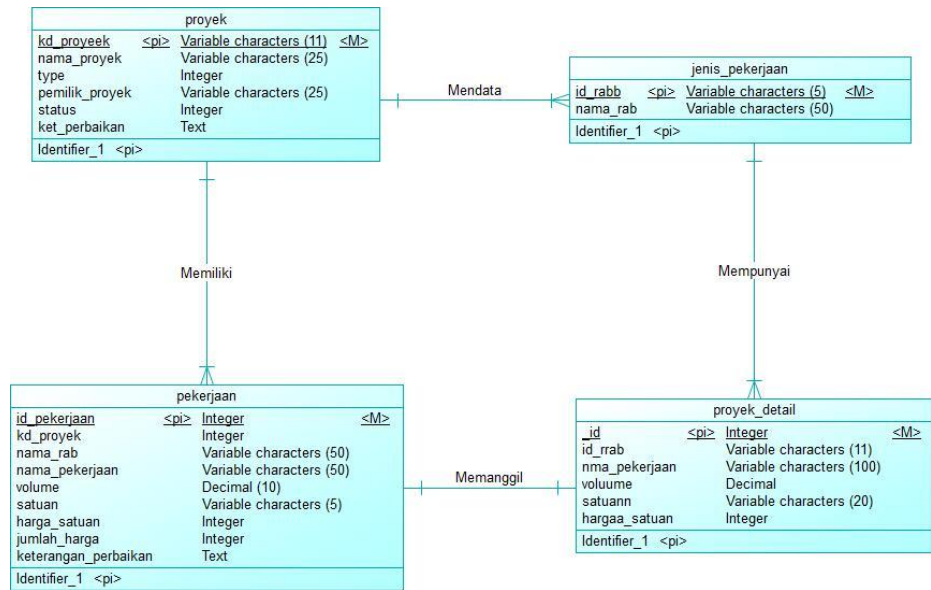 proyek
kd_proyeek <pi> Variable characters (11) <M>
nama_proyek Variable characters (25)
type Integer
pemilik_proyek Variable characters (25)
status Integer
ket_perbaikan Text
Identifier_1 <pi>
Mendata
jenis_pekerjaan
id_rabb <pi> Variable characters (5) <M>
nama_rab Variable characters (50)
Identifier_1 <pi>
Memiliki
Mempunyai
pekerjaan
id_pekerjaan <pi> Integer <M>
kd_proyek Integer
nama_rab Variable characters (50)
nama_pekerjaan Variable characters (50)
volume Decimal (10)
satuan Variable characters (5)
harga_satuan Integer
jumlah_harga Integer
keterangan_perbaikan Text
Identifier_1 <pi>
Memanggil
proyek_detail
_id <pi> Integer <M>
id_rrab Variable characters (11)
nma_pekerjaan Variable characters (100)
voluume Decimal
satuann Variable characters (20)
hargaa_satuan Integer
Identifier_1 <pi>